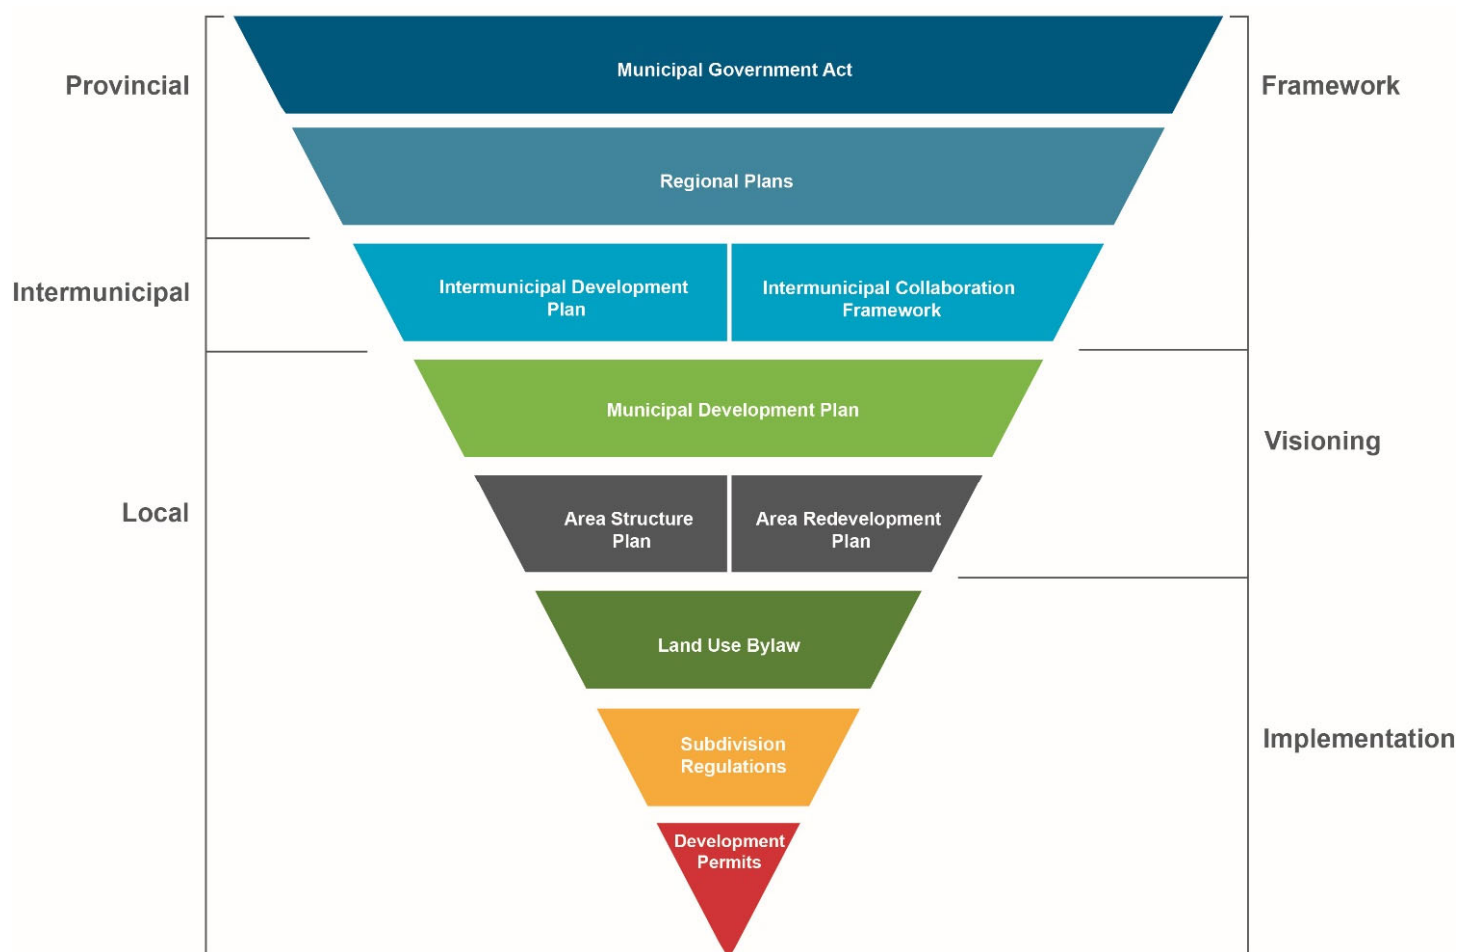 Provincial
Municipal Government Act
Framework
Regional Plans
Intermunicipal
Intermunicipal Development
Plan
Intermunicipal Collaboration
Framework
Municipal Development Plan
Visioning
Local
Area Structure
Plan
Area Redevelopment
Plan
Land Use Bylaw
Subdivision
Regulations
Implementation
Development
Permits